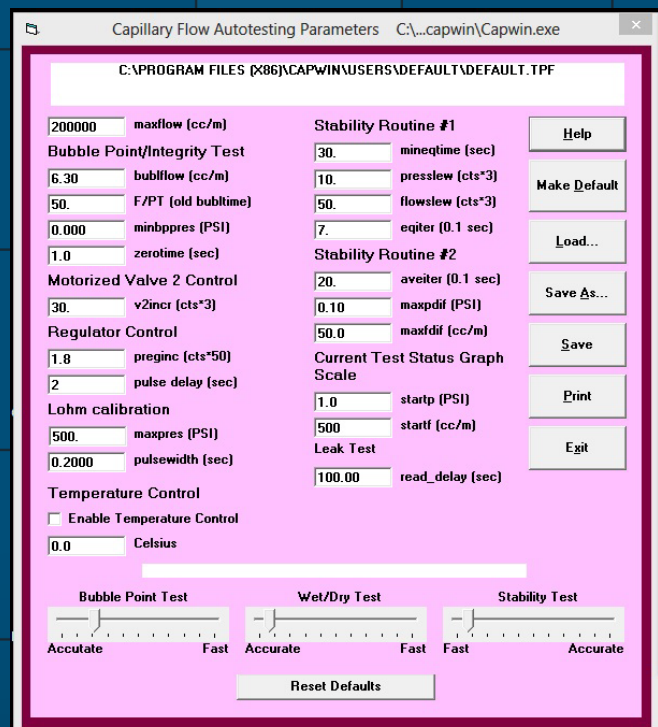 Capillary Flow Autotesting Parameters C:\...capwin\Capwin.exe
C:\PROGRAM FILES (X86)\CAPWIN\USERS\DEFAULT\DEFAULT.TPF
200000 maxflow (cc/m)
Bubble Point/Integrity Test
6.30 bublflow (cc/m)
50. F/PT (old bubltime)
0.000 minbppres (PSI)
1.0 zerotime (sec)
Motorized Valve 2 Control
30. v2incr (cts*3)
Regulator Control
1.8 preginc (cts*50)
2 pulse delay (sec)
Lohm calibration
500. maxpres (PSI)
0.2000 pulsewidth (sec)
Temperature Control
Enable Temperature Control
0.0 Celsius
Stability Routine #1
30. mineqtime (sec)
10. presslew (cts*3)
50. flowslew (cts*3)
7. eqiter (0.1 sec)
Stability Routine #2
20. aveiter (0.1 sec)
0.10 maxpdif (PSI)
50.0 maxfdif (cc/m)
Current Test Status Graph
Scale
1.0 startp (PSI)
500 startf (cc/m)
Leak Test
100.00 read_delay (sec)
Help
Make Default
Load...
Save As...
Save
Print
Exit
Bubble Point Test
Accutate Fast
Wet/Dry Test
Accurate Fast
Stability Test
Fast Accurate
Reset Defaults